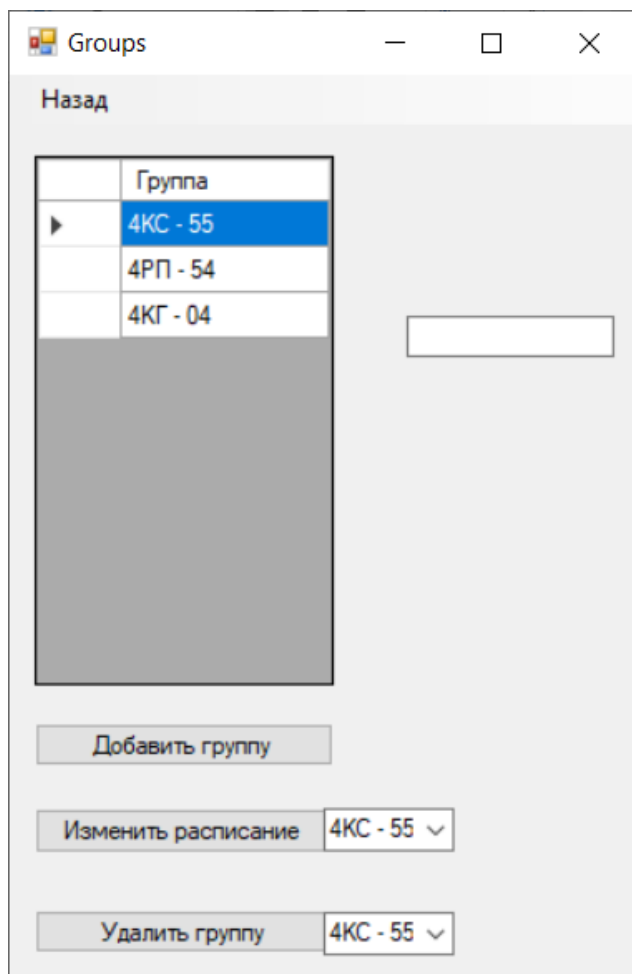 Groups
Назад
Группа
4КС - 55
4РП - 54
4КГ - 04
Добавить группу
Изменить расписание 4КС - 55
Удалить группу 4КС - 55